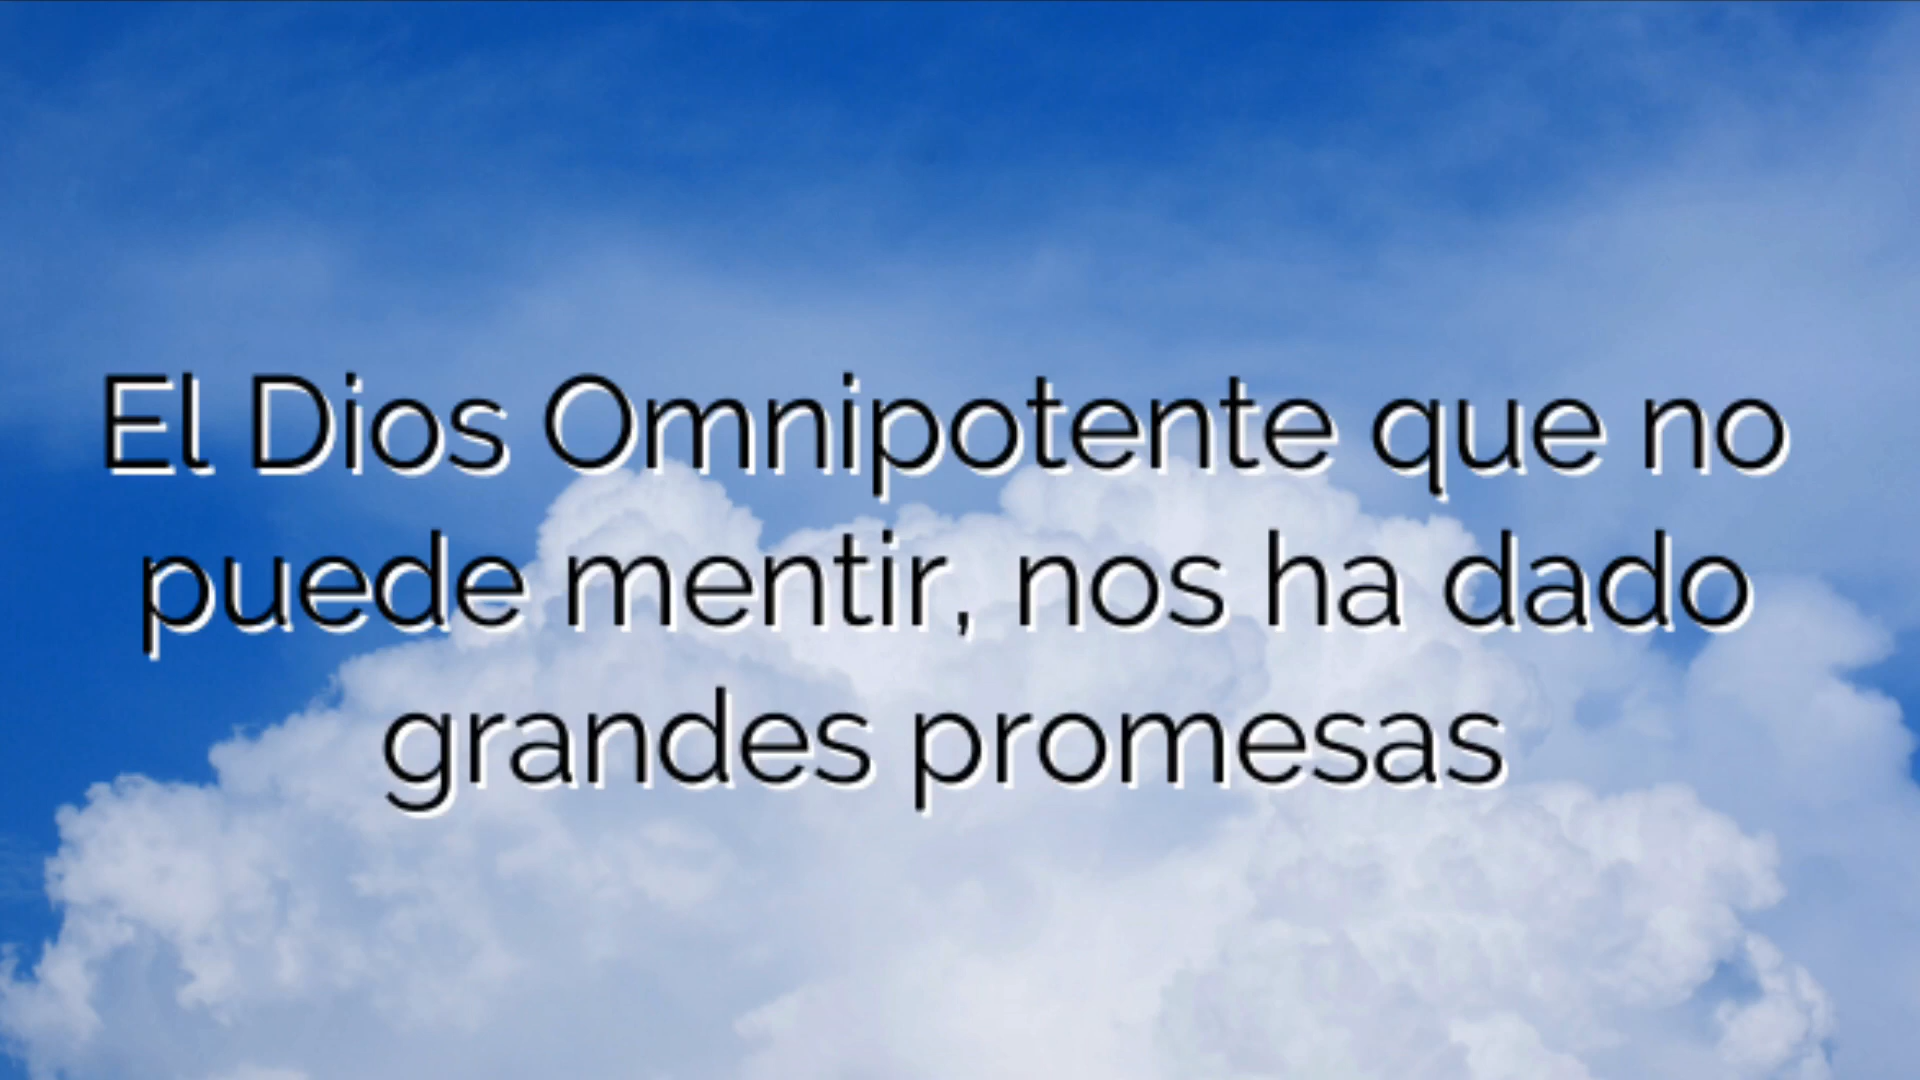 El Dios Omnipotente que no
puede mentir, nos ha dado
grandes promesas